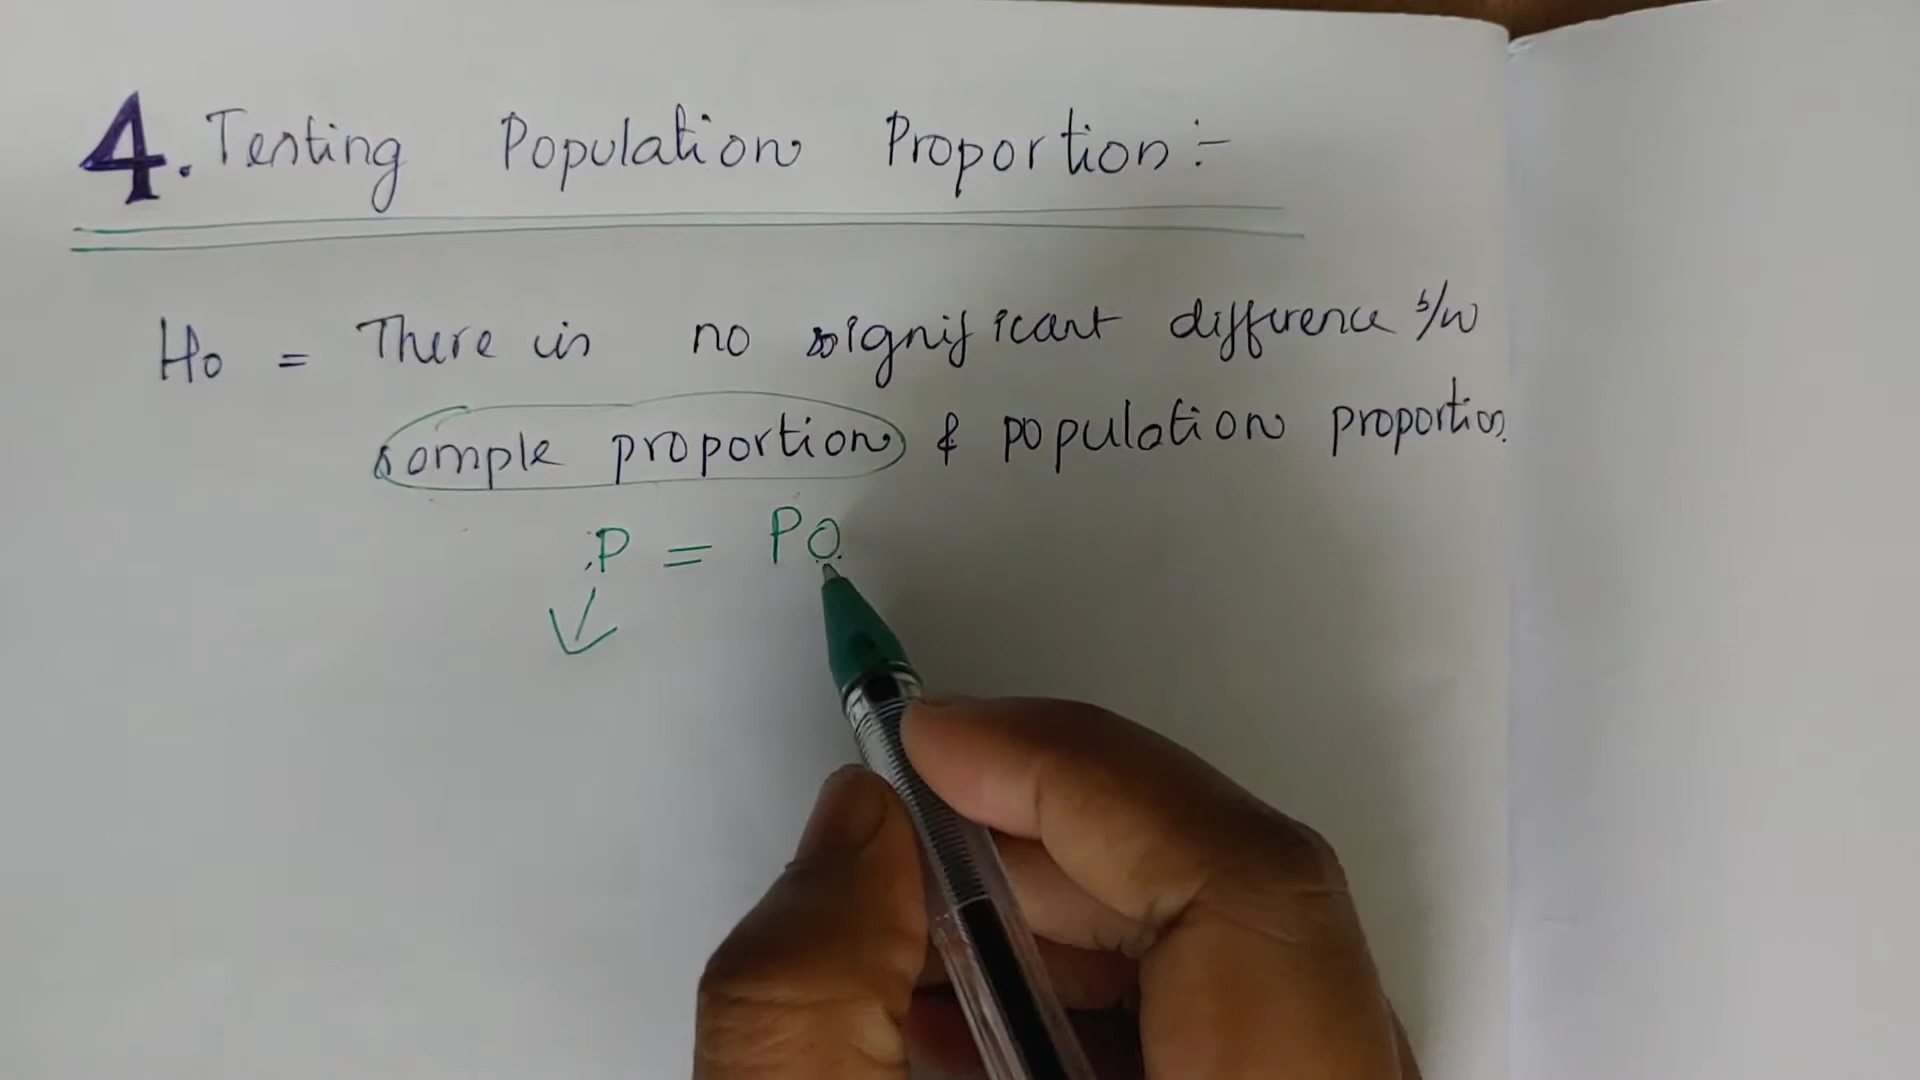 4. Testing Population Proportion :-
Ho = There is no significant difference b/w
sample proportion & population proportion.
P = PO